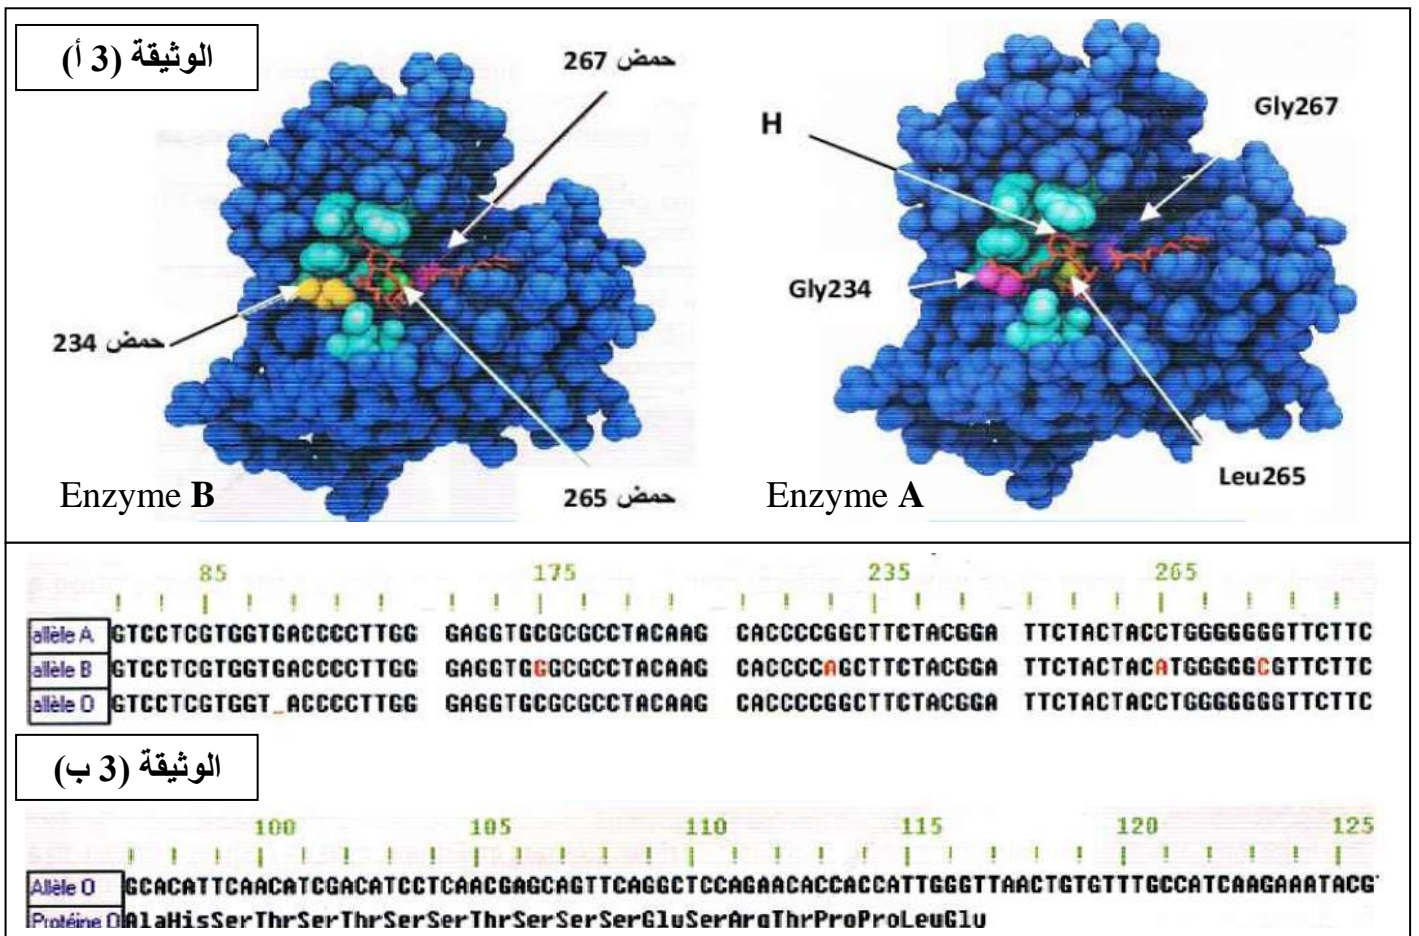 الوثيقة (3 أ)
حمض 267
H
Gly267
Gly234
حمض 234
Enzyme B
حمض 265
Enzyme A
Leu265
85 175 235 265
allèle A GTCCTCGTGGTGACCCCTTGG GAGGTGCGCGCCTACAAG CACCCCGGCTTCTACGGA TTCTACTACCTGGGGGGGTTCTTC
allèle B GTCCTCGTGGTGACCCCTTGG GAGGTGGGCGCCTACAAG CACCCCAGCTTCTACGGA TTCTACTACATGGGGGCGTTCTTC
allèle O GTCCTCGTGGT_ACCCCTTGG GAGGTGCGCGCCTACAAG CACCCCGGCTTCTACGGA TTCTACTACCTGGGGGGGTTCTTC
الوثيقة (3 ب)
100 105 110 115 120 125
Allèle O GCACATTCAACATCGACATCCTCAACGAGCAGTTCAGGCTCCAGAACACCACCATTGGGTTAACTGTGTTTGCCATCAAGAAATACG
Protéine O AlaHisSerThrSerThrSerSerThrSerSerSerGluSerArgThrProProLeuGlu